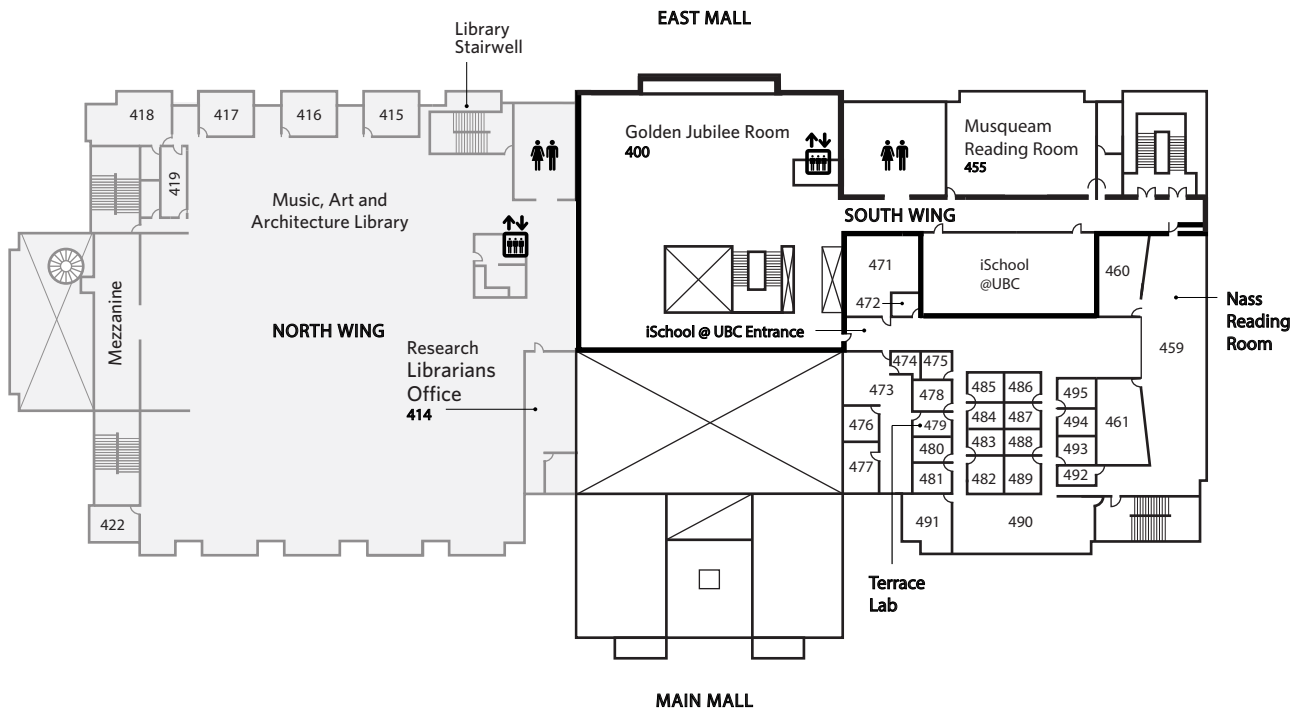 EAST MALL
Library
Stairwell
418
417
416
415
419
Music, Art and
Architecture Library
Golden Jubilee Room
400
Musqueam
Reading Room
455
SOUTH WING
Mezzanine
NORTH WING
471
472
iSchool
@UBC
460
Nass
Reading
Room
459
iSchool @ UBC Entrance
Research
Librarians
Office
414
473
474
475
478
476
479
477
480
481
485
486
484
487
483
488
482
489
495
494
493
492
461
422
491
490
Terrace
Lab
MAIN MALL